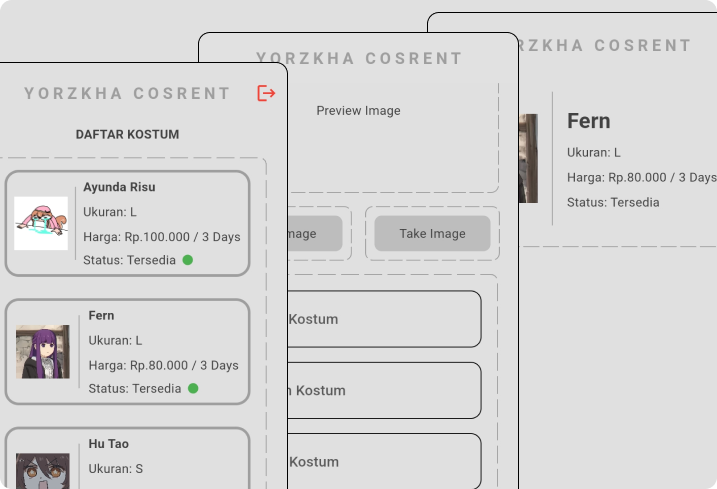 YORZKHA COSRENT
DAFTAR KOSTUM
Ayunda Risu
Ukuran: L
Harga: Rp.100.000 / 3 Days
Status: Tersedia
Fern
Ukuran: L
Harga: Rp.80.000 / 3 Days
Status: Tersedia
Hu Tao
Ukuran: S
YORZKHA COSRENT
Preview Image
Take Image
Kostum
Kostum
Kostum
COSRENT
Fern
Ukuran: L
Harga: Rp.80.000 / 3 Days
Status: Tersedia